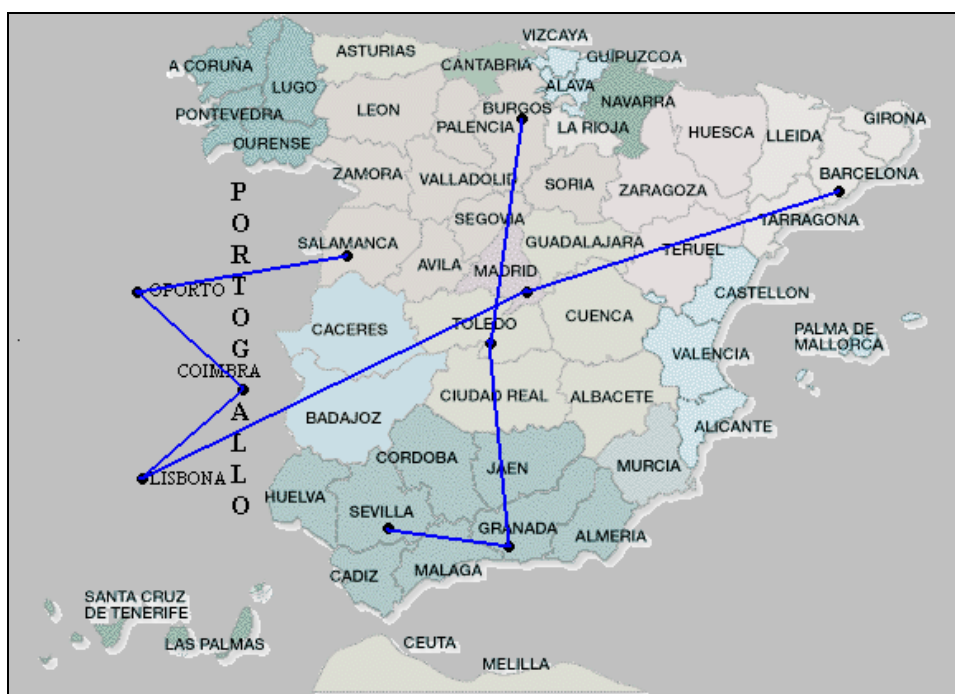 VIZCAYA
ASTURIAS
GUIPUZCOA
A CORUÑA
CANTABRIA
LUGO
ALAVA
NAVARRA
PONTEVEDRA
LEON
BURGOS
PALENCIA
LA RIOJA
HUESCA
LLEIDA
GIRONA
OURENSE
ZAMORA
VALLADOLID
SORIA
ZARAGOZA
BARCELONA
SEGOVIA
TARRAGONA
SALAMANCA
GUADALAJARA
TERUEL
AVILA
MADRID
OPORTO
CASTELLON
CACERES
TOLEDO
CUENCA
PALMA DE
MALLORCA
VALENCIA
COIMBRA
CIUDAD REAL
ALBACETE
BADAJOZ
ALICANTE
CORDOBA
JAEN
MURCIA
LISBONA
HUELVA
SEVILLA
GRANADA
ALMERIA
CADIZ
MALAGA
PORTOGALLO
SANTA CRUZ
DE TENERIFE
LAS PALMAS
CEUTA
MELILLA